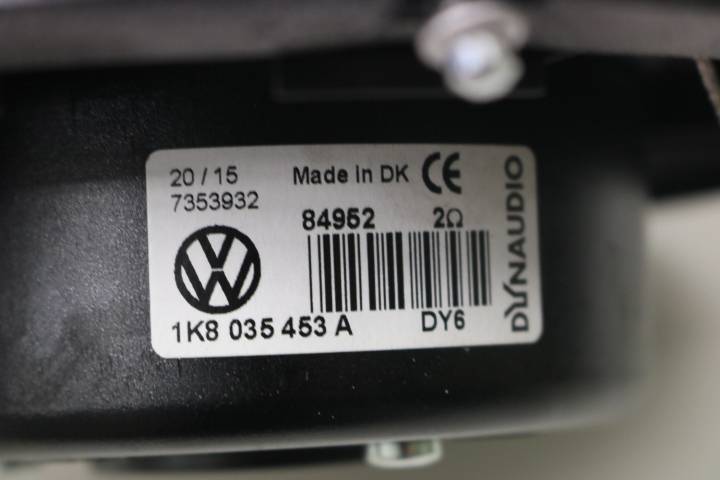 20 / 15 Made in DK CE
7353932
84952 2Ω
1K8 035 453 A DY6
DYNAUDIO